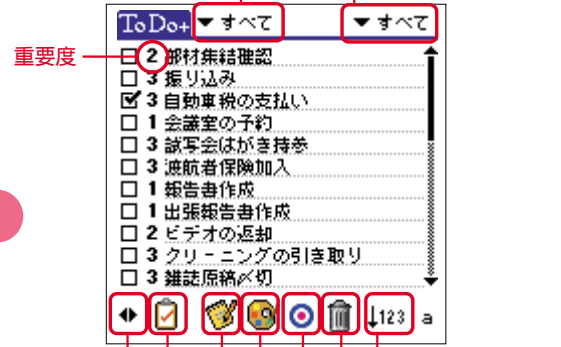 ToDo+ ▼すべて ▼すべて
重要度
2 部材集結確認
3 振り込み
3 自動車税の支払い
1 会議室の予約
3 試写会はがき持参
3 渡航者保険加入
1 報告書作成
1 出張報告書作成
2 ビデオの返却
3 クリーニングの引き取り
3 雑誌原稿〆切
↓123 a